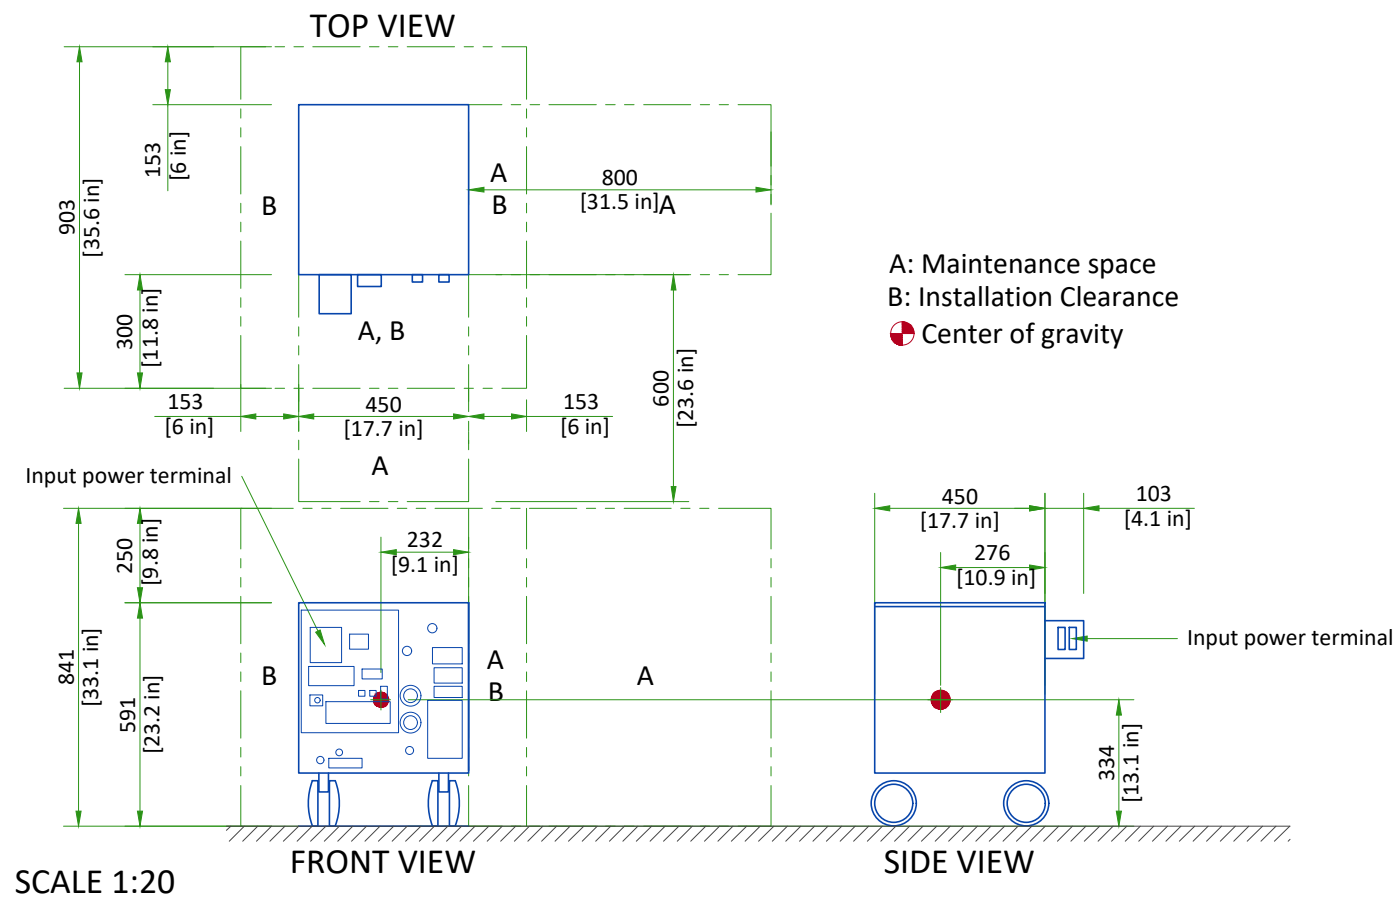 TOP VIEW
153
[6 in]
903
[35.6 in]
A
B
B
800
[31.5 in]
A
A: Maintenance space
B: Installation Clearance
Center of gravity
300
[11.8 in]
A, B
600
[23.6 in]
153
[6 in]
450
[17.7 in]
153
[6 in]
A
Input power terminal
450
[17.7 in]
103
[4.1 in]
250
[9.8 in]
232
[9.1 in]
276
[10.9 in]
841
[33.1 in]
591
[23.2 in]
B
A
B
A
Input power terminal
334
[13.1 in]
FRONT VIEW
SIDE VIEW
SCALE 1:20